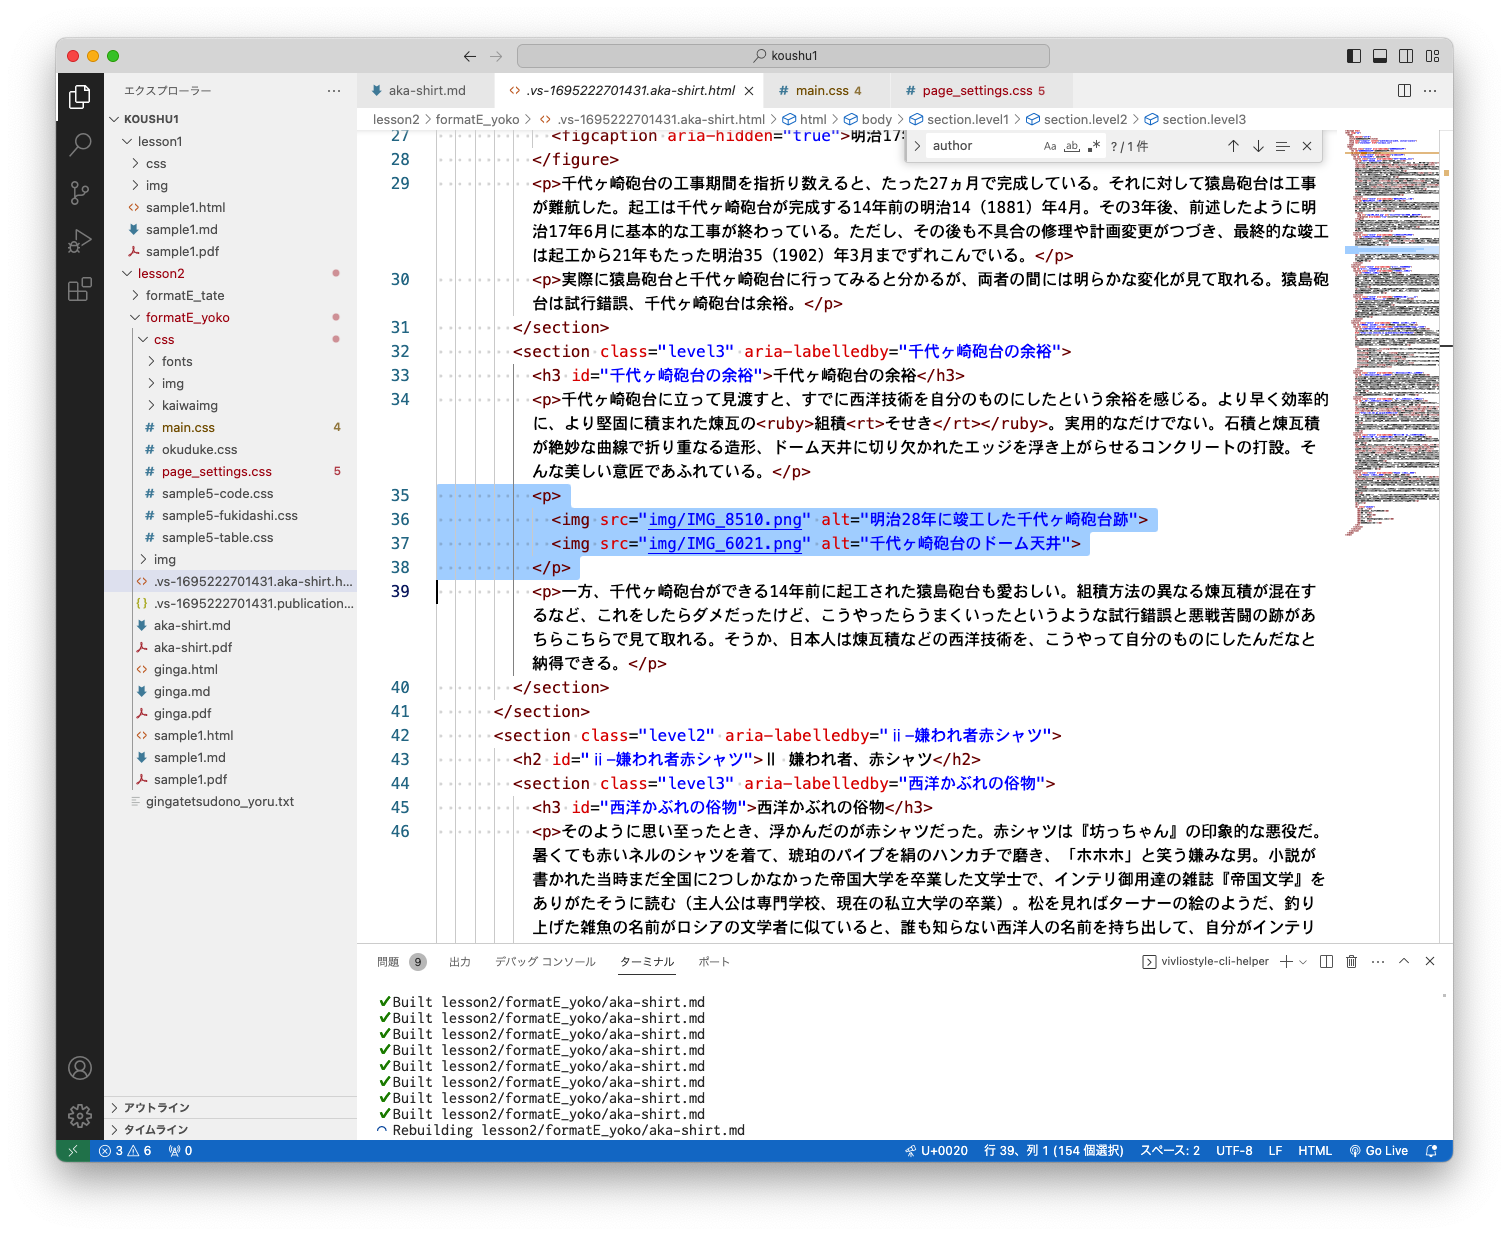 koushu1
エクスプローラー
KOUSHU1
lesson1
css
img
sample1.html
sample1.md
sample1.pdf
lesson2
formatE_tate
formatE_yoko
css
fonts
img
kaiwaimg
main.css 4
okuduke.css
page_settings.css 5
sample5-code.css
sample5-fukidashi.css
sample5-table.css
img
.vs-1695222701431.aka-shirt.h...
.vs-1695222701431.publication...
aka-shirt.md
aka-shirt.pdf
ginga.html
ginga.md
ginga.pdf
sample1.html
sample1.md
sample1.pdf
gingatetsudono_yoru.txt
アウトライン
タイムライン
aka-shirt.md
.vs-1695222701431.aka-shirt.html
main.css 4
page_settings.css 5
lesson2 > formatE_yoko > .vs-1695222701431.aka-shirt.html > html > body > section.level1 > section.level2 > section.level3
author Aa ab ? / 1 件
27 <figcaption aria-hidden="true">明治17
28 </figure>
29 <p>千代ヶ崎砲台の工事期間を指折り数えると、たった27ヵ月で完成している。それに対して猿島砲台は工事
が難航した。起工は千代ヶ崎砲台が完成する14年前の明治14（1881）年4月。その3年後、前述したように明
治17年6月に基本的な工事が終わっている。ただし、その後も不具合の修理や計画変更がつづき、最終的な竣工
は起工から21年もたった明治35（1902）年3月までずれこんでいる。</p>
30 <p>実際に猿島砲台と千代ヶ崎砲台に行ってみると分かるが、両者の間には明らかな変化が見て取れる。猿島砲
台は試行錯誤、千代ヶ崎砲台は余裕。</p>
31 </section>
32 <section class="level3" aria-labelledby="千代ヶ崎砲台の余裕">
33 <h3 id="千代ヶ崎砲台の余裕">千代ヶ崎砲台の余裕</h3>
34 <p>千代ヶ崎砲台に立って見渡すと、すでに西洋技術を自分のものにしたという余裕を感じる。より早く効率的
に、より堅固に積まれた煉瓦の<ruby>組積<rt>そせき</rt></ruby>。実用的なだけでない。石積と煉瓦積
が絶妙な曲線で折り重なる造形、ドーム天井に切り欠かれたエッジを浮き上がらせるコンクリートの打設。そ
んな美しい意匠であふれている。</p>
35 <p>
36 <img src="img/IMG_8510.png" alt="明治28年に竣工した千代ヶ崎砲台跡">
37 <img src="img/IMG_6021.png" alt="千代ヶ崎砲台のドーム天井">
38 </p>
39 <p>一方、千代ヶ崎砲台ができる14年前に起工された猿島砲台も愛おしい。組積方法の異なる煉瓦積が混在す
るなど、これをしたらダメだったけど、こうやったらうまくいったというような試行錯誤と悪戦苦闘の跡があ
ちらこちらで見て取れる。そうか、日本人は煉瓦積などの西洋技術を、こうやって自分のものにしたんだなと
納得できる。</p>
40 </section>
41 </section>
42 <section class="level2" aria-labelledby="ⅱ-嫌われ者赤シャツ">
43 <h2 id="ⅱ-嫌われ者赤シャツ">Ⅱ 嫌われ者、赤シャツ</h2>
44 <section class="level3" aria-labelledby="西洋かぶれの俗物">
45 <h3 id="西洋かぶれの俗物">西洋かぶれの俗物</h3>
46 <p>そのように思い至ったとき、浮かんだのが赤シャツだった。赤シャツは『坊っちゃん』の印象的な悪役だ。
暑くても赤いネルのシャツを着て、琥珀のパイプを絹のハンカチで磨き、「ホホホ」と笑う嫌みな男。小説が
書かれた当時まだ全国に2つしかなかった帝国大学を卒業した文学士で、インテリ御用達の雑誌『帝国文学』を
ありがたそうに読む（主人公は専門学校、現在の私立大学の卒業）。松を見ればターナーの絵のようだ、釣り
上げた雑魚の名前がロシアの文学者に似ていると、誰も知らない西洋人の名前を持ち出して、自分がインテリ
問題 9 出力 デバッグ コンソール ターミナル ポート
vivliostyle-cli-helper
✔Built lesson2/formatE_yoko/aka-shirt.md
✔Built lesson2/formatE_yoko/aka-shirt.md
✔Built lesson2/formatE_yoko/aka-shirt.md
✔Built lesson2/formatE_yoko/aka-shirt.md
✔Built lesson2/formatE_yoko/aka-shirt.md
✔Built lesson2/formatE_yoko/aka-shirt.md
✔Built lesson2/formatE_yoko/aka-shirt.md
✔Built lesson2/formatE_yoko/aka-shirt.md
Rebuilding lesson2/formatE_yoko/aka-shirt.md
3 6 0 U+0020 行 39、列 1 (154 個選択) スペース: 2 UTF-8 LF HTML Go Live